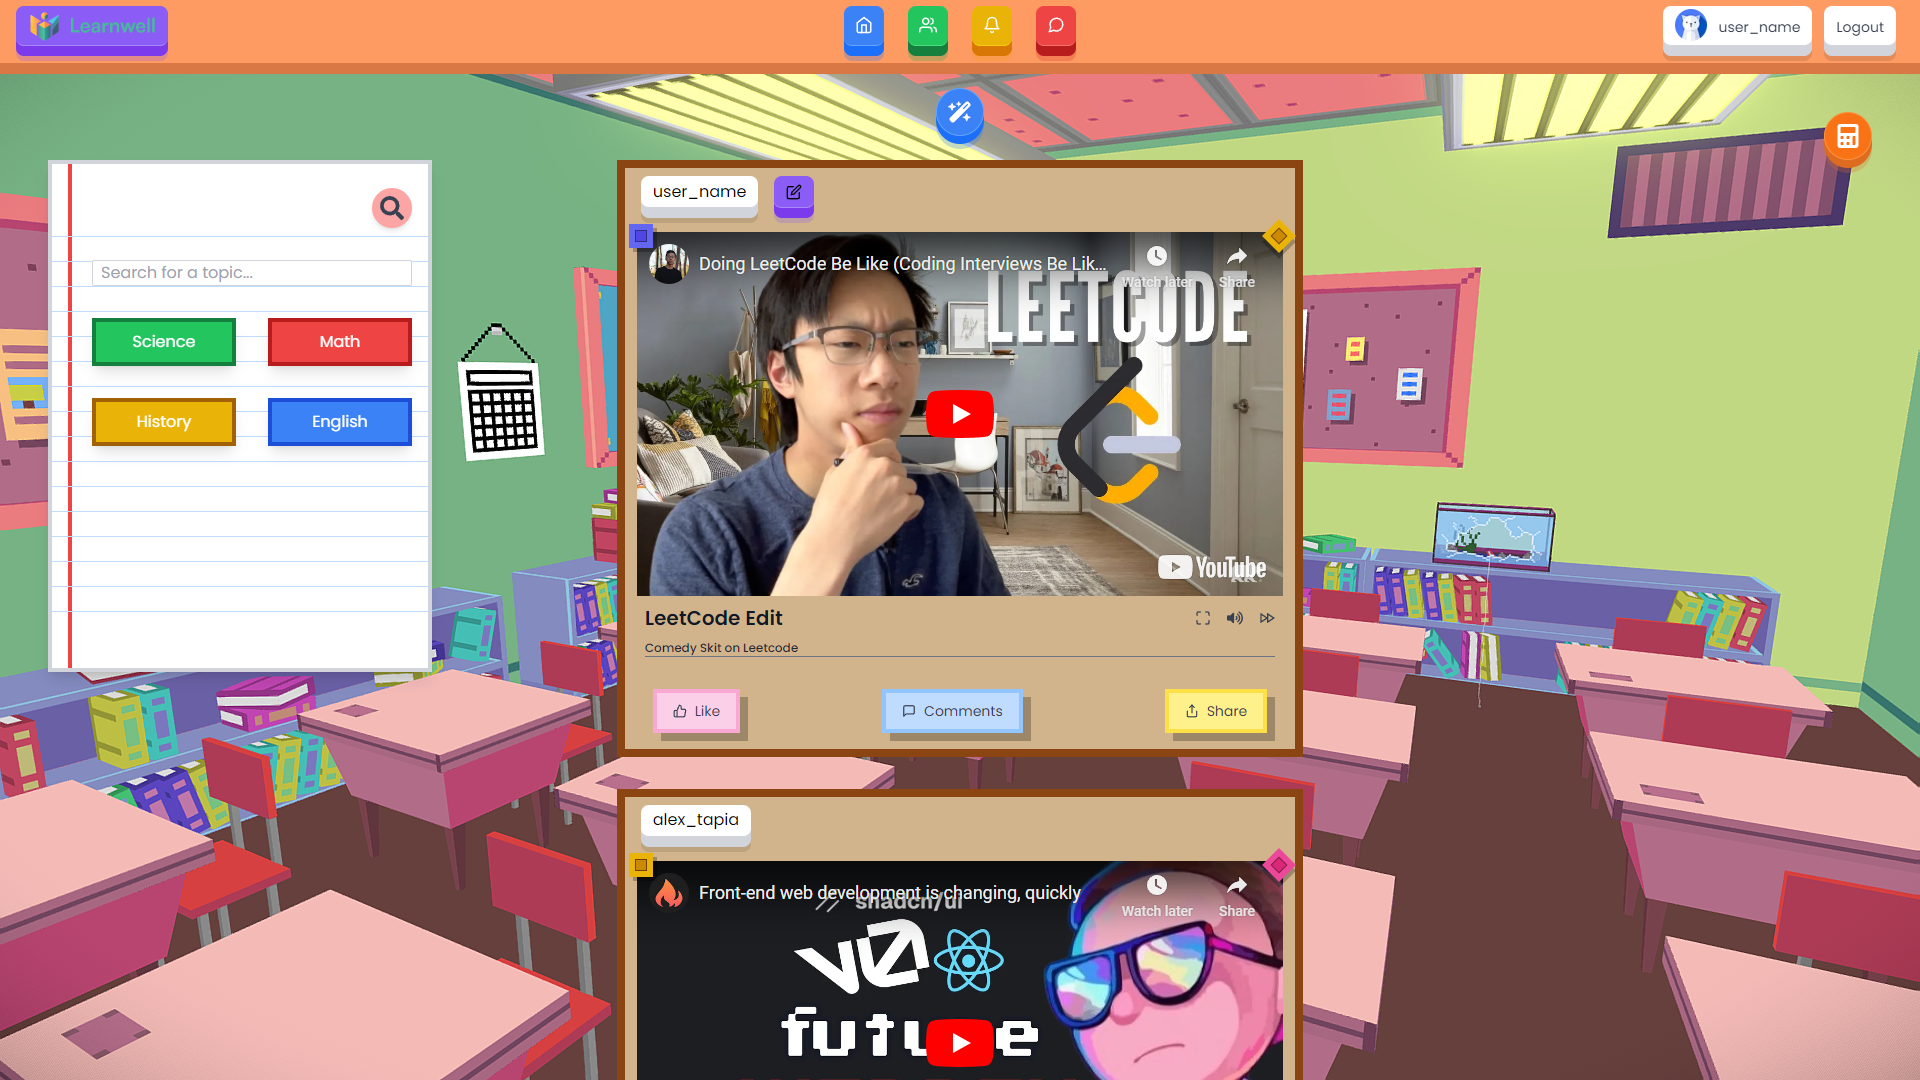 Learnwell
user_name
Logout
Search for a topic...
Science
Math
History
English
user_name
Doing LeetCode Be Like (Coding Interviews Be Lik...
Watch later
Share
LEETCODE
YouTube
LeetCode Edit
Comedy Skit on Leetcode
Like
Comments
Share
alex_tapia
Front-end web development is changing, quickly
Watch later
Share
shadcn/ui
v0